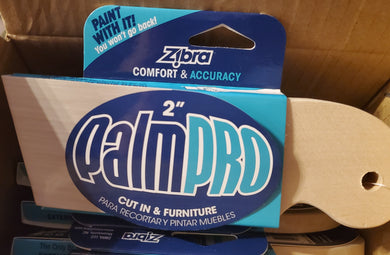 PAINT
WITH IT!
You won't go back!
Zibra
COMFORT & ACCURACY
2"
palmPRO
CUT IN & FURNITURE
PARA RECORTAR Y PINTAR MUEBLES
Zibra